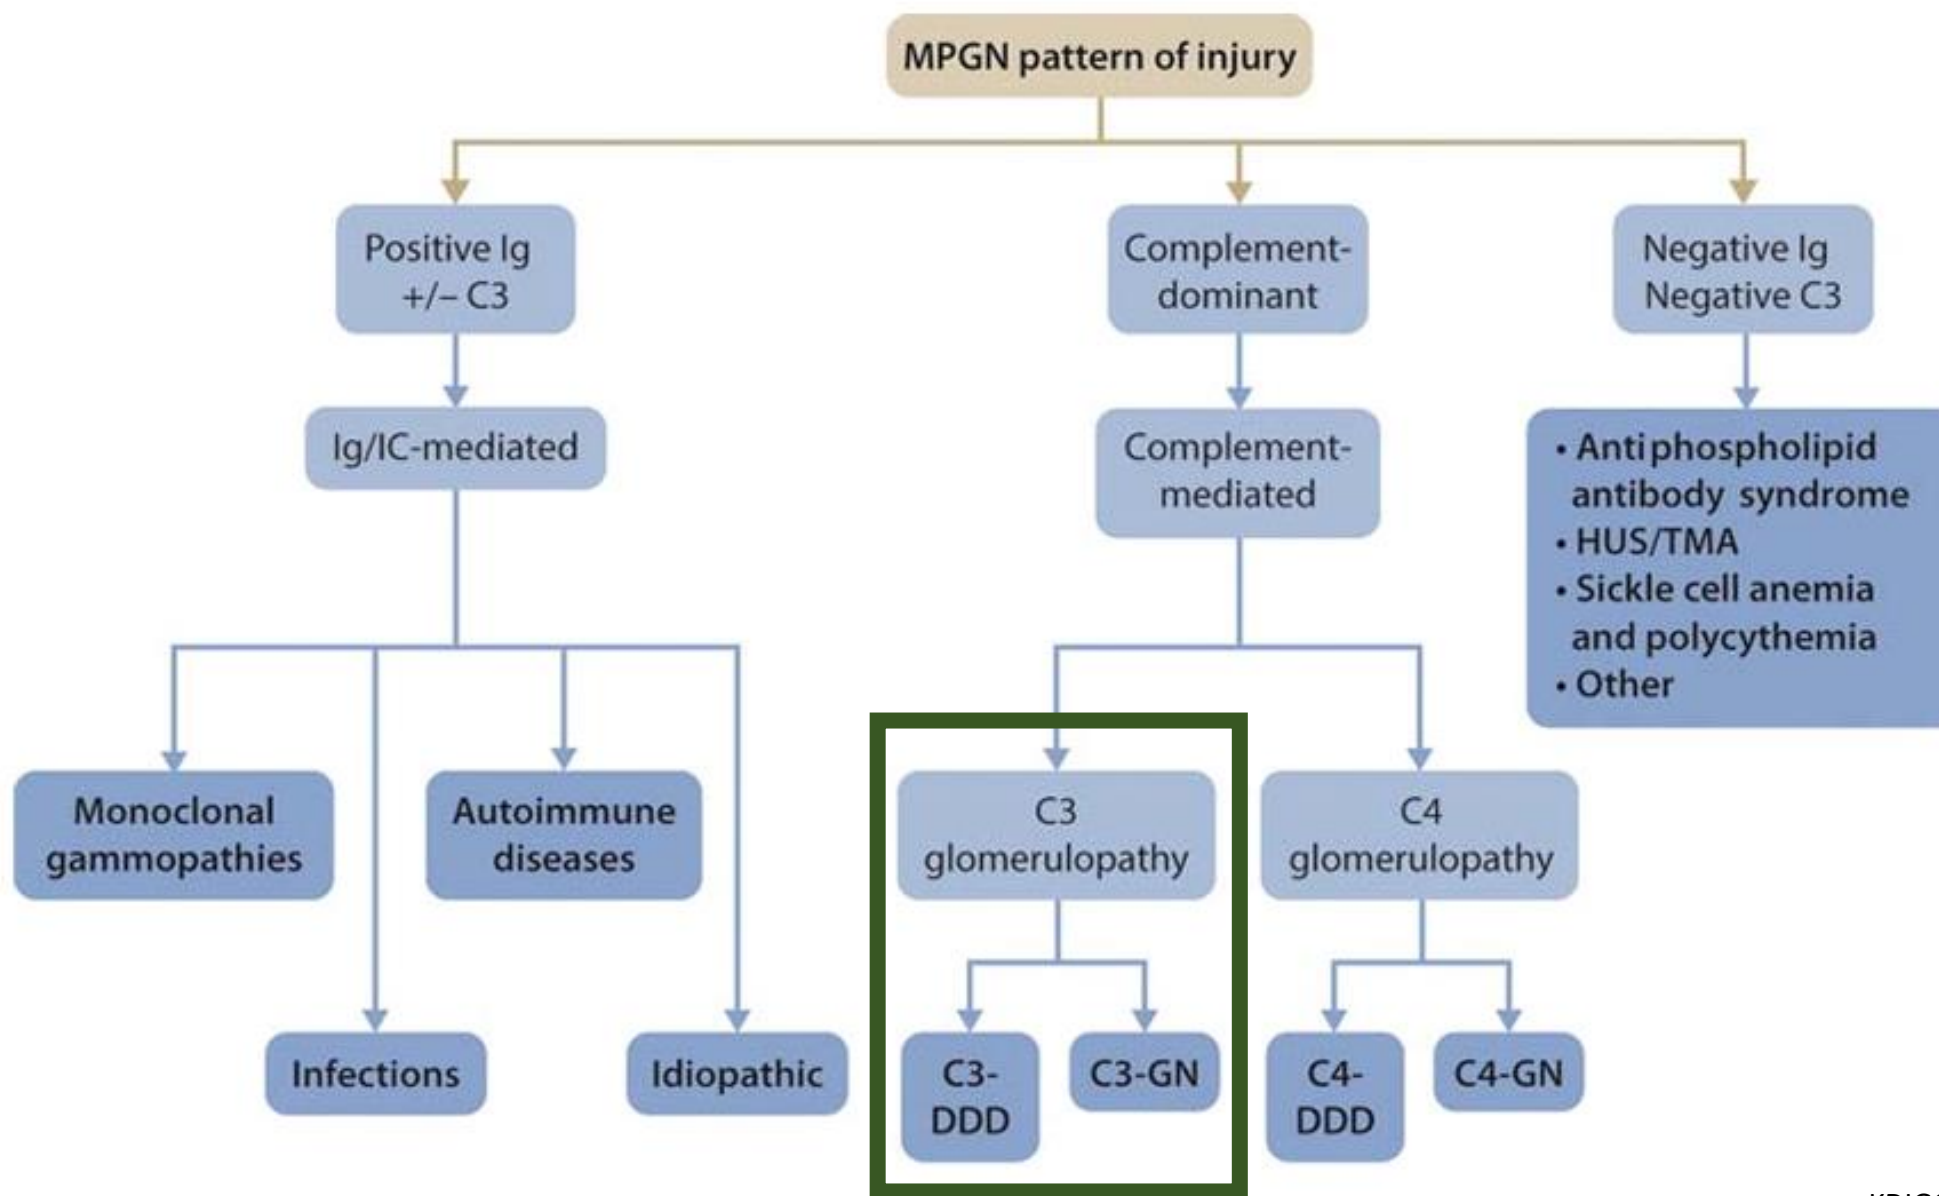 MPGN pattern of injury
Positive Ig
+/– C3
Complement-
dominant
Negative Ig
Negative C3
Ig/IC-mediated
Complement-
mediated
• Antiphospholipid
antibody syndrome
• HUS/TMA
• Sickle cell anemia
and polycythemia
• Other
Monoclonal
gammopathies
Autoimmune
diseases
C3
glomerulopathy
C4
glomerulopathy
Infections
Idiopathic
C3-
DDD
C3-GN
C4-
DDD
C4-GN